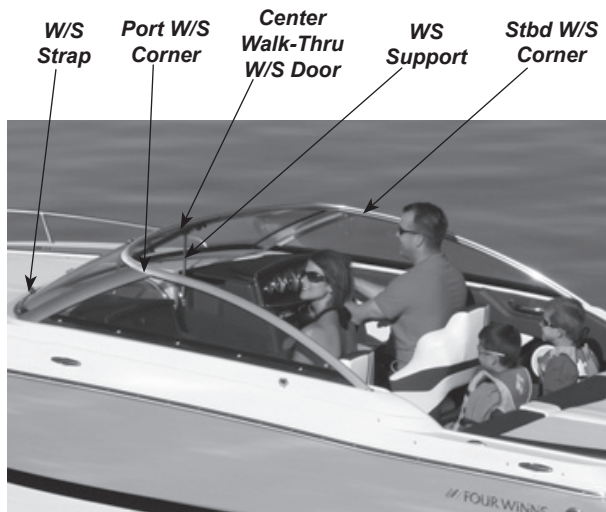 W/S
Strap
Port W/S
Corner
Center
Walk-Thru
W/S Door
WS
Support
Stbd W/S
Corner
FOUR WINNS